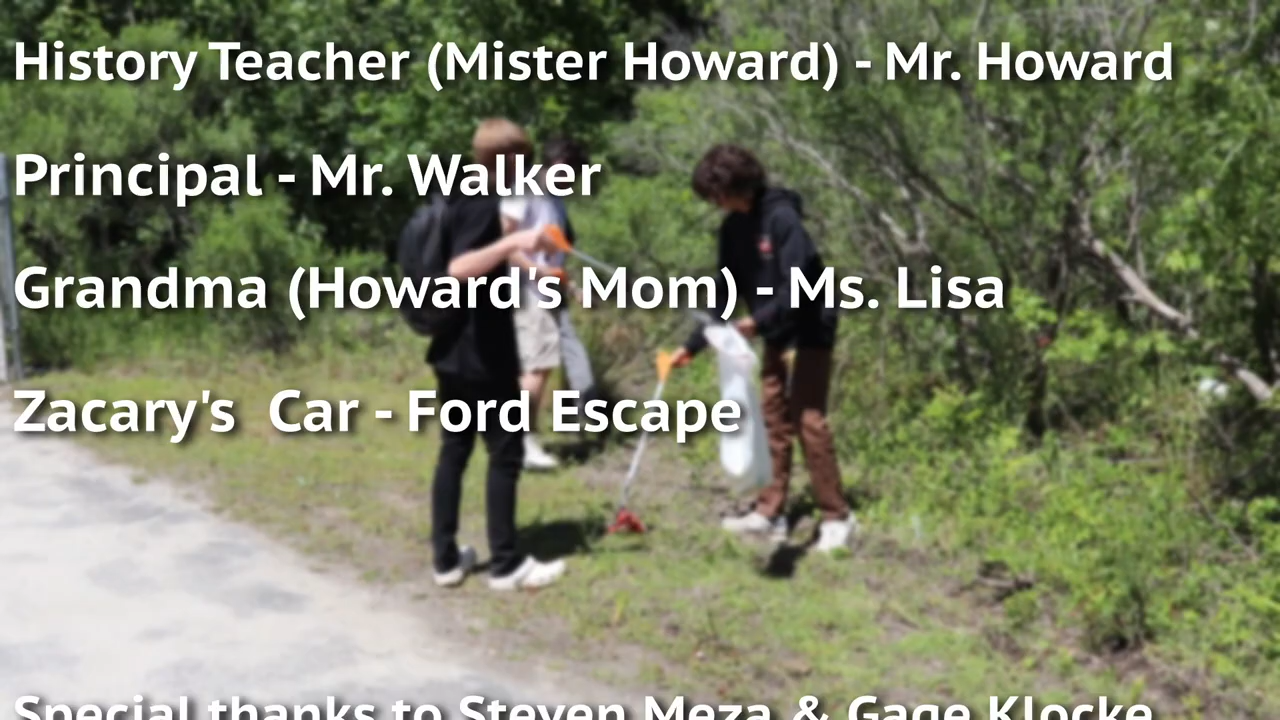 History Teacher (Mister Howard) - Mr. Howard
Principal - Mr. Walker
Grandma (Howard's Mom) - Ms. Lisa
Zacary's  Car - Ford Escape
Special thanks to Steven Meza & Gage Klocke